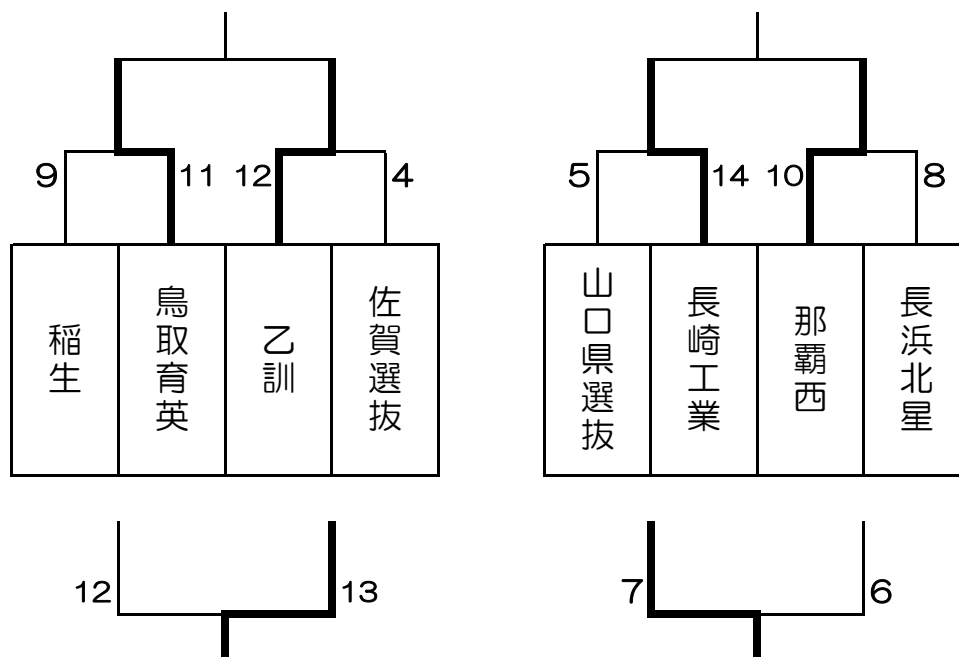 9 11 12 4
5 14 10 8
稲生
鳥取育英
乙訓
佐賀選抜
山口県選抜
長崎工業
那覇西
長浜北星
12 13
7 6